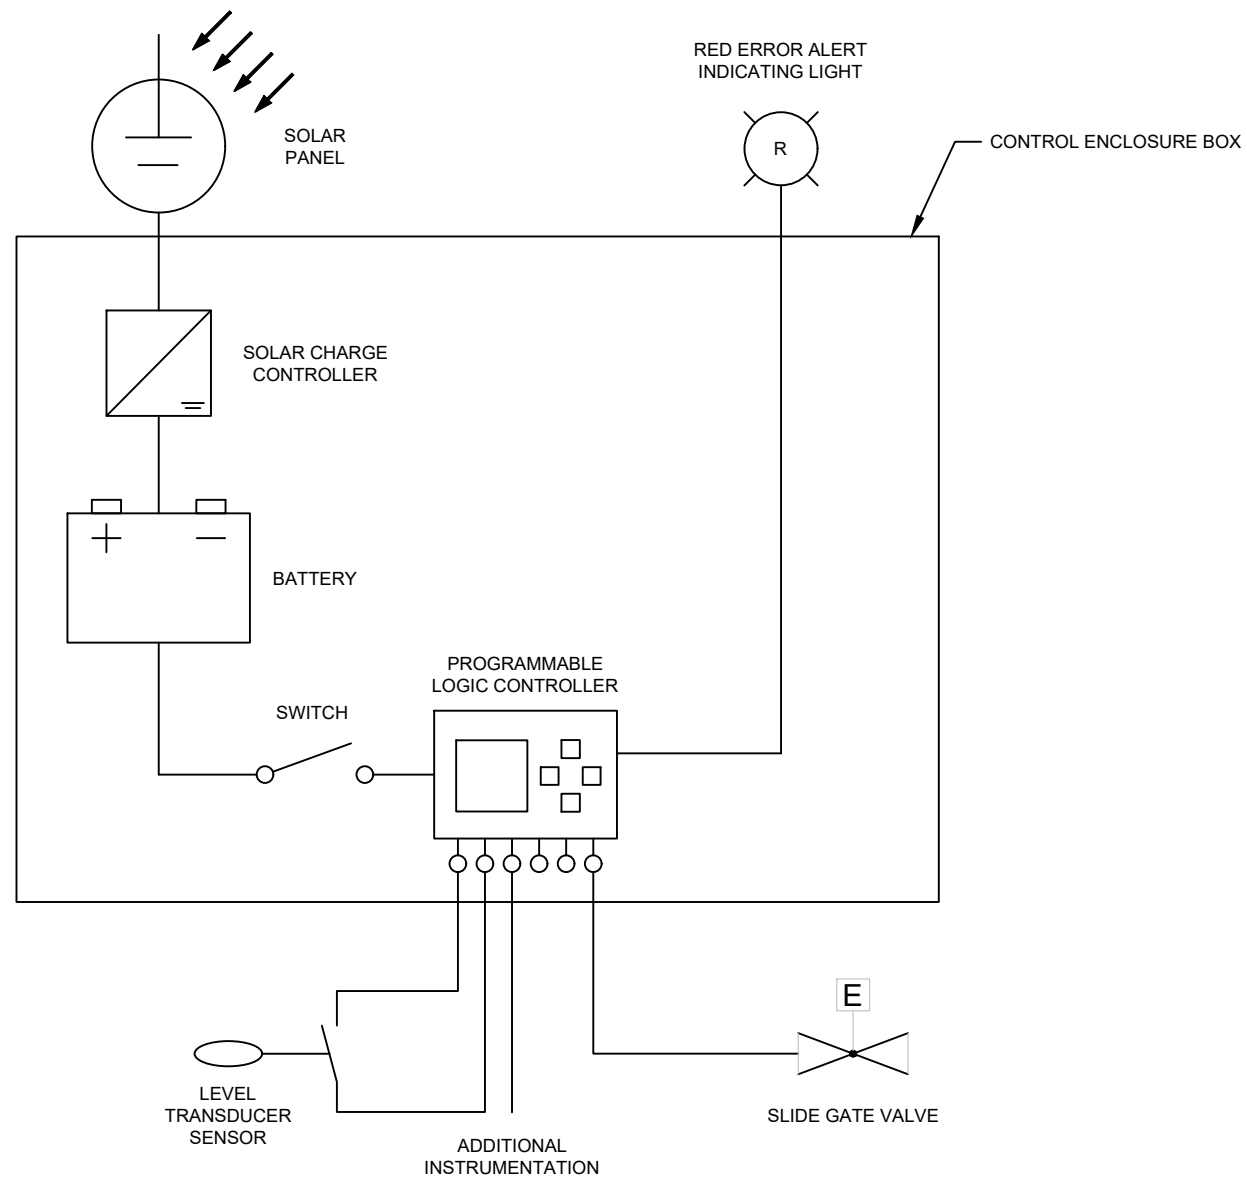 RED ERROR ALERT
INDICATING LIGHT
SOLAR
PANEL
R
CONTROL ENCLOSURE BOX
SOLAR CHARGE
CONTROLLER
BATTERY
PROGRAMMABLE
LOGIC CONTROLLER
SWITCH
E
LEVEL
TRANSDUCER
SENSOR
SLIDE GATE VALVE
ADDITIONAL
INSTRUMENTATION